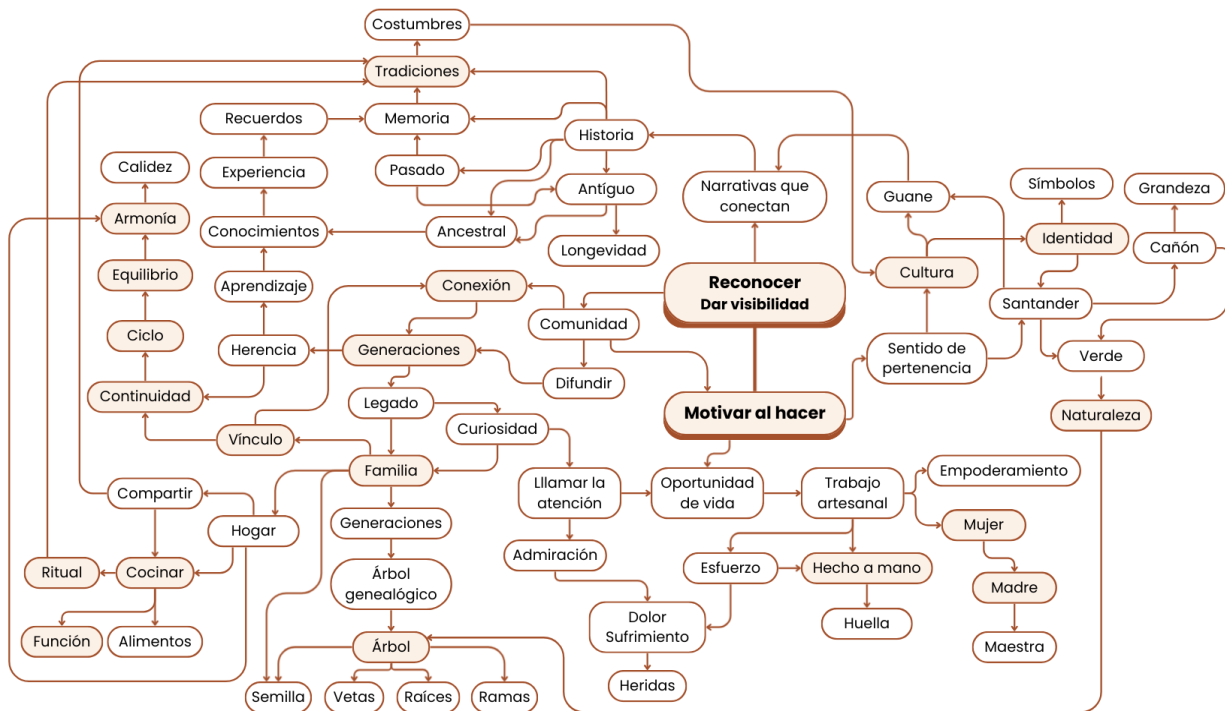 Costumbres
Tradiciones
Recuerdos
Memoria
Historia
Calidez
Experiencia
Pasado
Antíguo
Narrativas que
conectan
Guane
Símbolos
Grandeza
Armonía
Conocimientos
Ancestral
Longevidad
Identidad
Cañón
Equilibrio
Aprendizaje
Conexión
Reconocer
Dar visibilidad
Cultura
Santander
Ciclo
Herencia
Generaciones
Comunidad
Sentido de
pertenencia
Verde
Continuidad
Legado
Difundir
Motivar al hacer
Naturaleza
Vínculo
Curiosidad
Familia
Compartir
Hogar
Generaciones
Lllamar la
atención
Oportunidad
de vida
Trabajo
artesanal
Empoderamiento
Mujer
Ritual
Cocinar
Árbol
genealógico
Admiración
Esfuerzo
Hecho a mano
Madre
Función
Alimentos
Árbol
Dolor
Sufrimiento
Huella
Maestra
Semilla
Vetas
Raíces
Ramas
Heridas